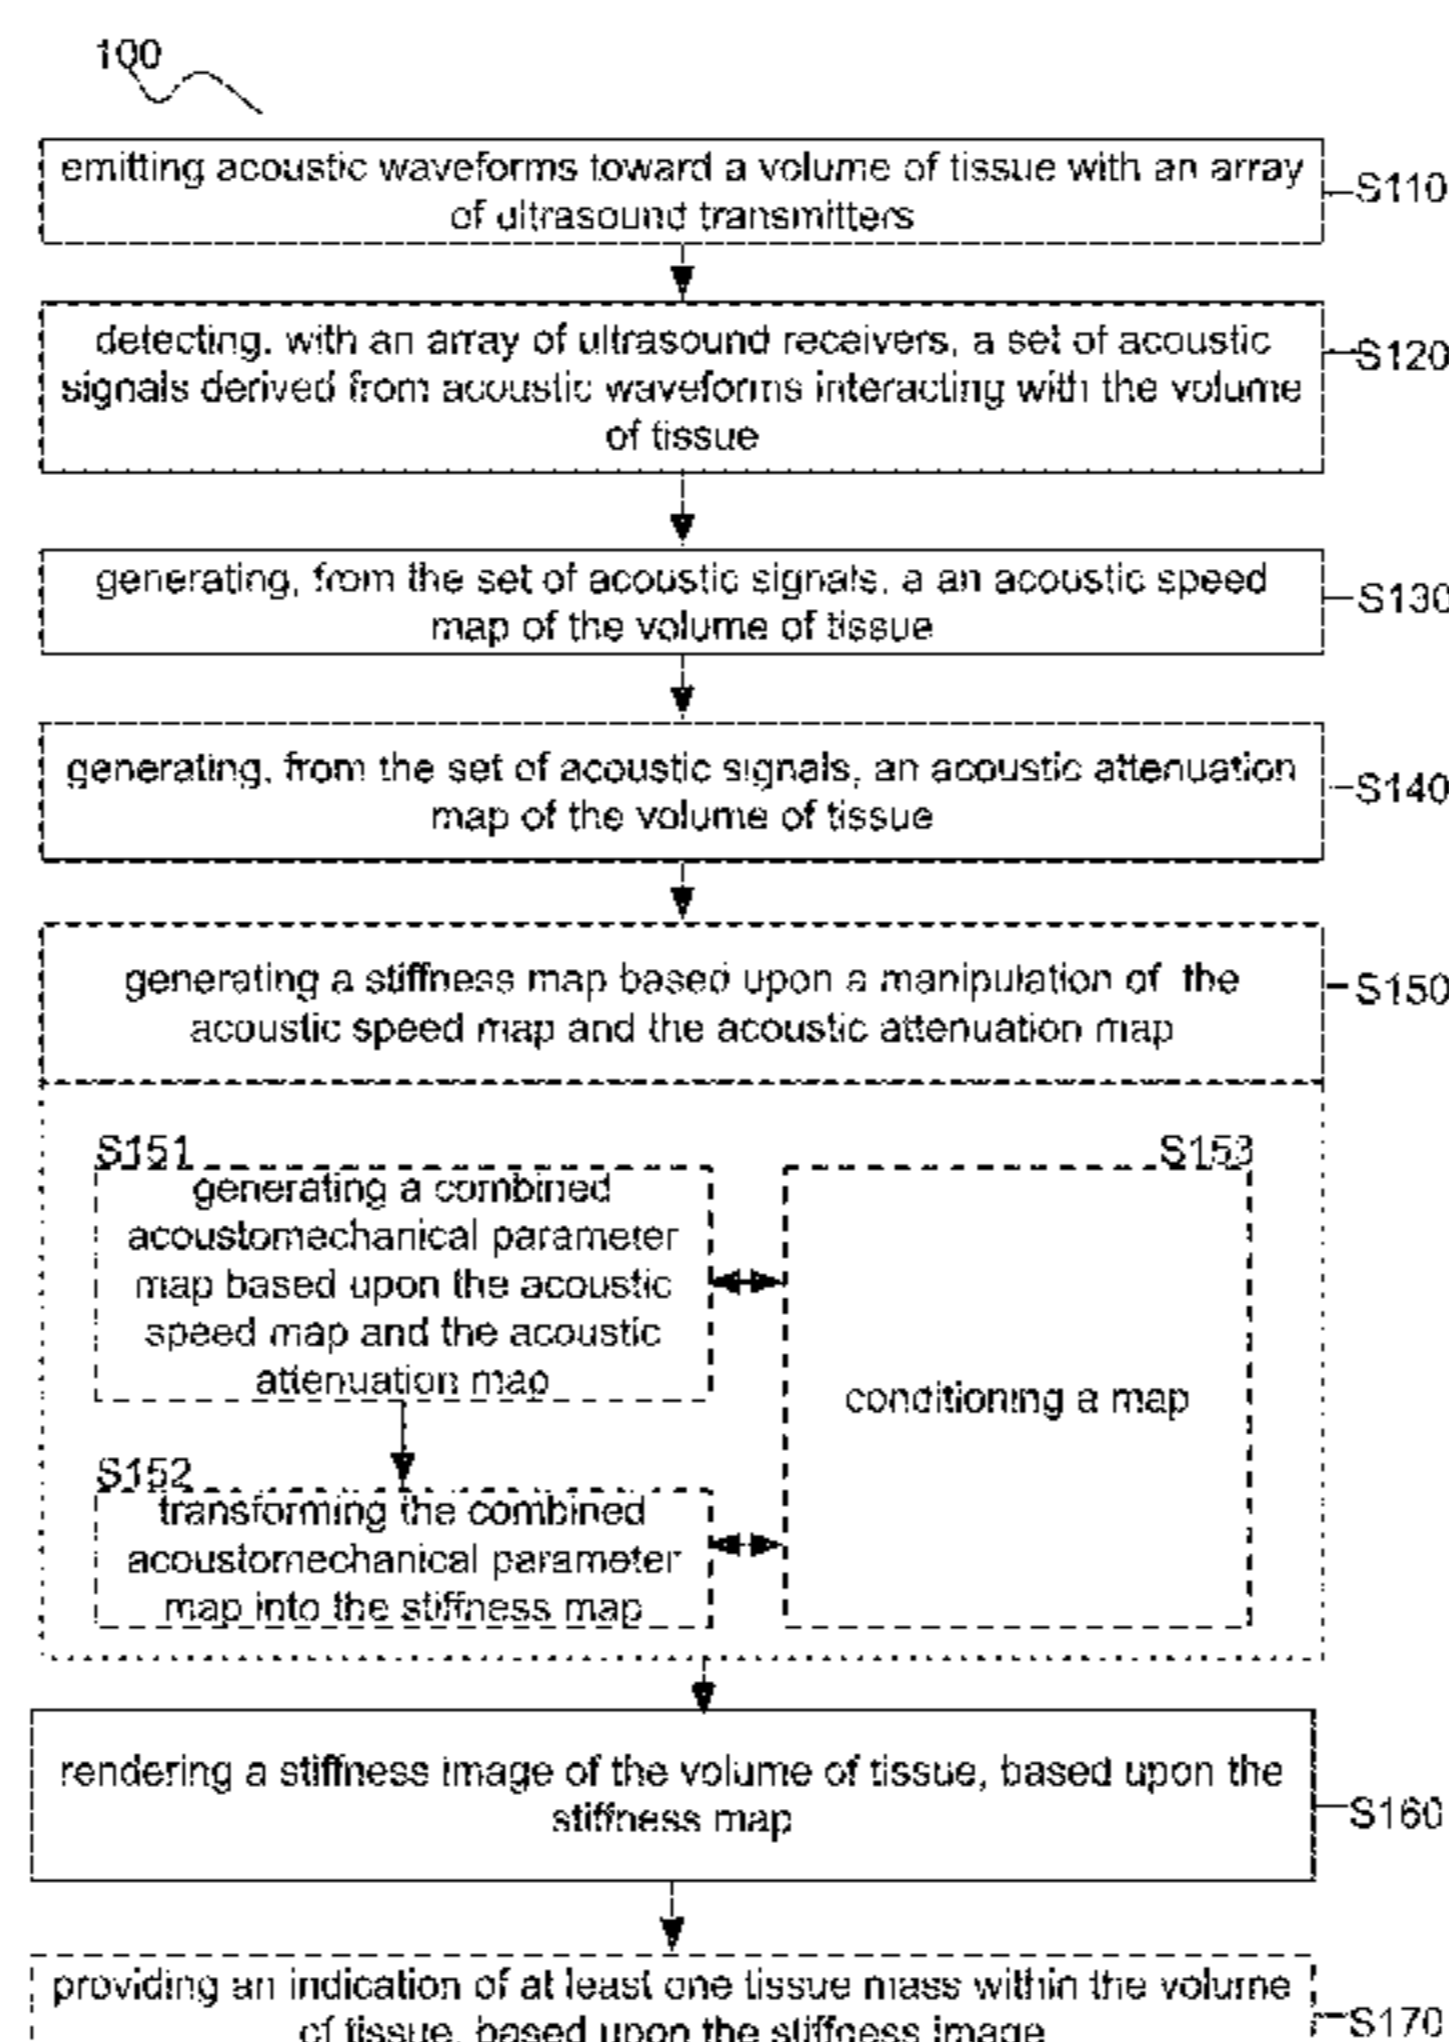 100
emitting acoustic waveforms toward a volume of tissue with an array
of ultrasound transmitters
S110
detecting, with an array of ultrasound receivers, a set of acoustic
signals derived from acoustic waveforms interacting with the volume
of tissue
S120
generating, from the set of acoustic signals, a an acoustic speed
map of the volume of tissue
S130
generating, from the set of acoustic signals, an acoustic attenuation
map of the volume of tissue
S140
generating a stiffness map based upon a manipulation of the
acoustic speed map and the acoustic attenuation map
S150
S151
generating a combined
acoustomechanical parameter
map based upon the acoustic
speed map and the acoustic
attenuation map
S152
transforming the combined
acoustomechanical parameter
map into the stiffness map
S153
conditioning a map
rendering a stiffness image of the volume of tissue, based upon the
stiffness map
S160
providing an indication of at least one tissue mass within the volume
of tissue, based upon the stiffness image
S170